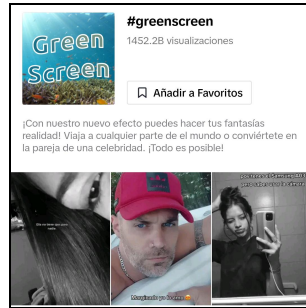 Green
Screen
#greenscreen
1452.2B visualizaciones
Añadir a Favoritos
¡Con nuestro nuevo efecto puedes hacer tus fantasías
realidad! Viaja a cualquier parte del mundo o conviértete en
la pareja de una celebridad. ¡Todo es posible!